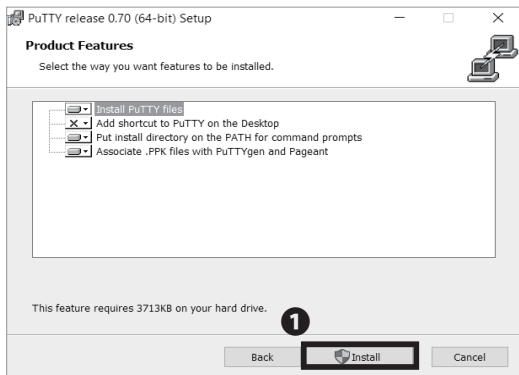 PuTTY release 0.70 (64-bit) Setup
Product Features
Select the way you want features to be installed.
Install PuTTY files
Add shortcut to PuTTY on the Desktop
Put install directory on the PATH for command prompts
Associate .PPK files with PuTTYgen and Pageant
This feature requires 3713KB on your hard drive.
1
Back Install Cancel